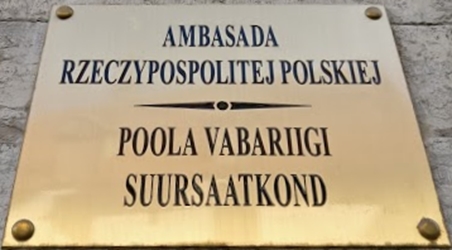 AMBASADA
RZECZYPOSPOLITEJ POLSKIEJ
POOLA VABARIIGI
SUURSAATKOND